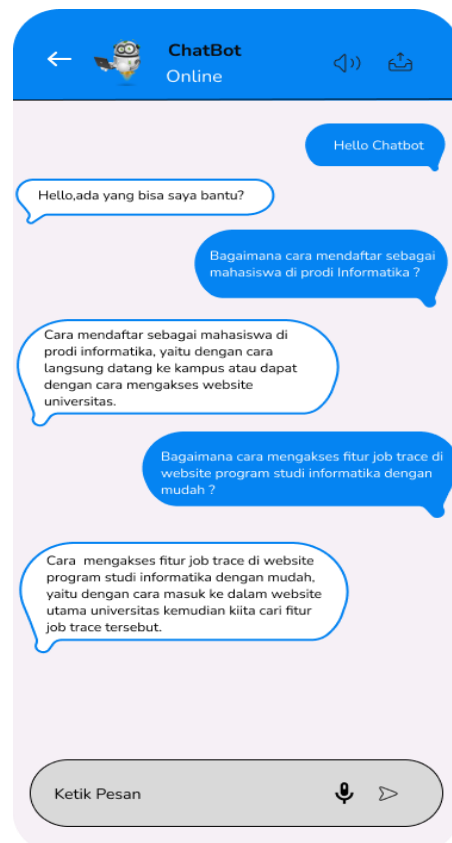 ChatBot
Online
Hello Chatbot
Hello,ada yang bisa saya bantu?
Bagaimana cara mendaftar sebagai
mahasiswa di prodi Informatika ?
Cara mendaftar sebagai mahasiswa di
prodi informatika, yaitu dengan cara
langsung datang ke kampus atau dapat
dengan cara mengakses website
universitas.
Bagaimana cara mengakses fitur job trace di
website program studi informatika dengan
mudah ?
Cara  mengakses fitur job trace di website
program studi informatika dengan mudah,
yaitu dengan cara masuk ke dalam website
utama universitas kemudian kiita cari fitur
job trace tersebut.
Ketik Pesan